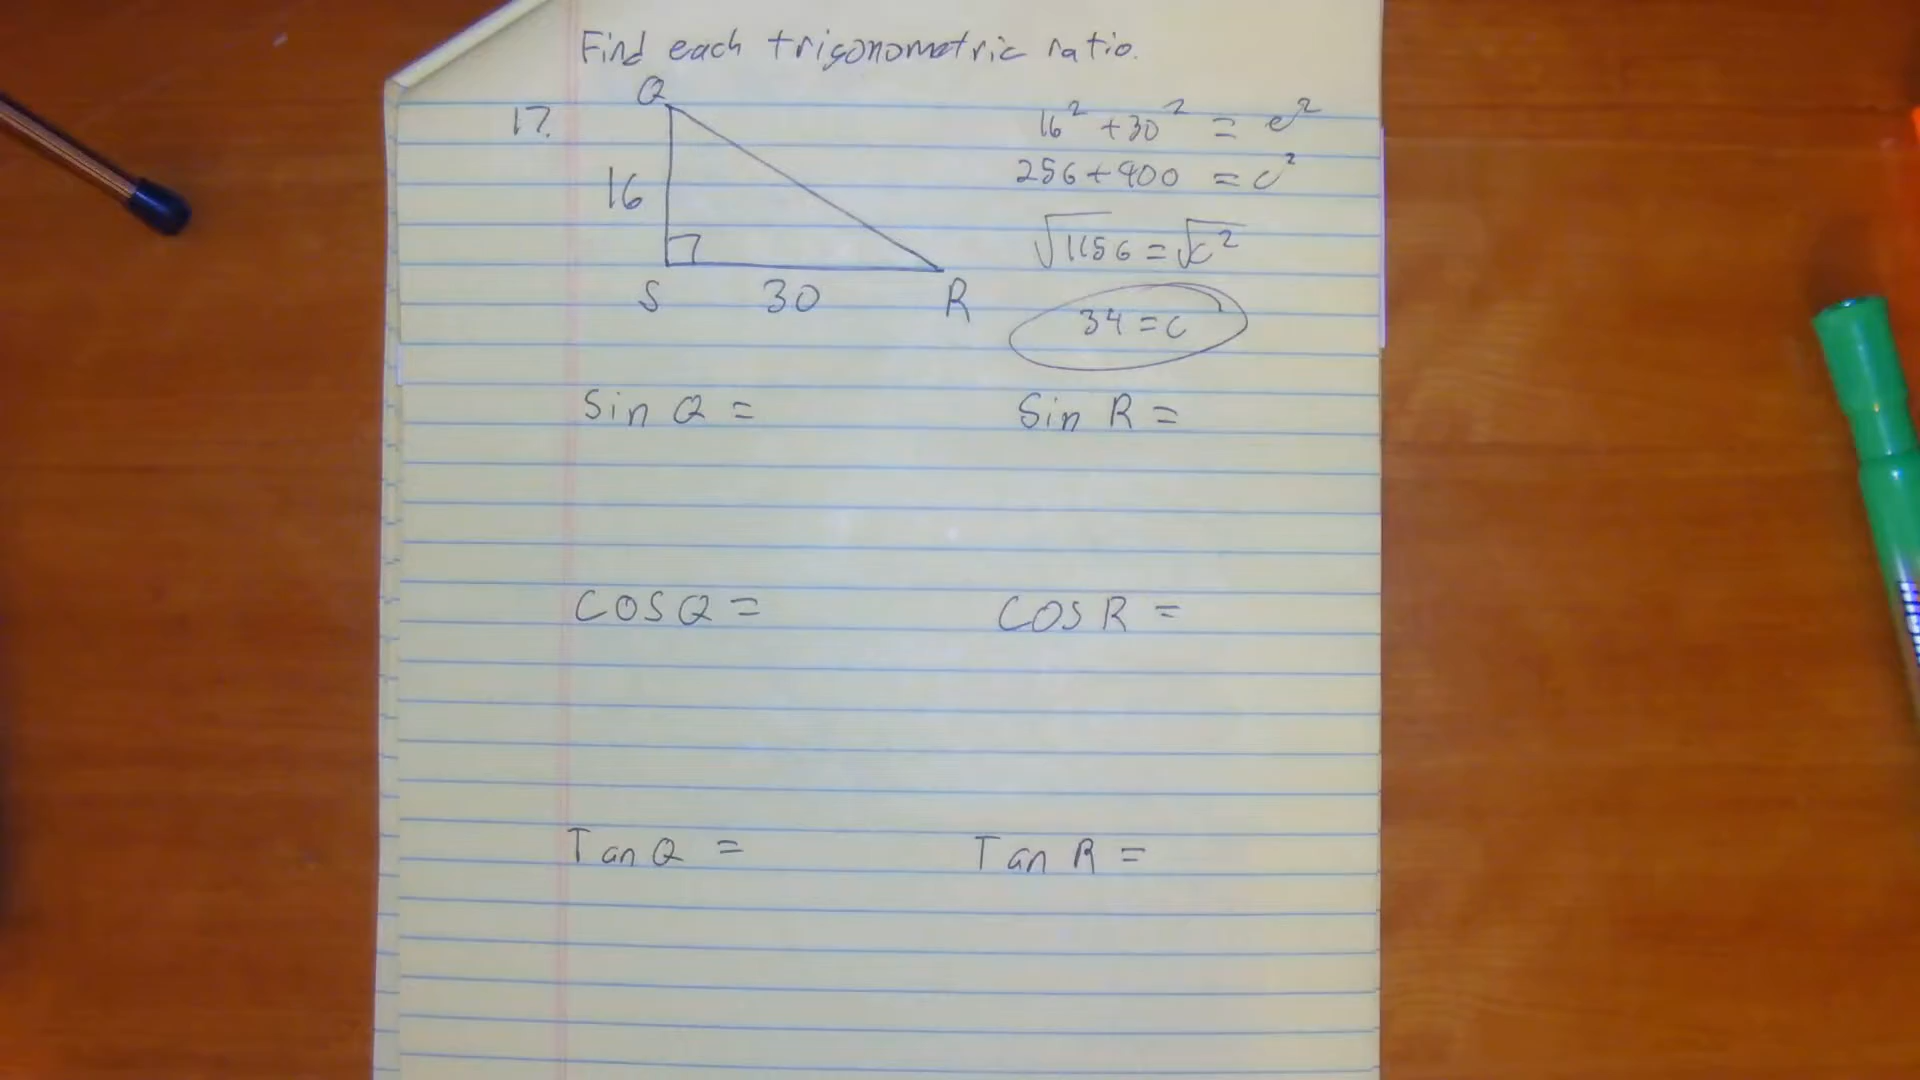 Find each trigonometric ratio.
17.
Q
16
S 30 R
16² + 30² = c²
256 + 900 = c²
√1156 = √c²
34 = c
Sin Q = Sin R =
COS Q = COS R =
Tan Q = Tan R =